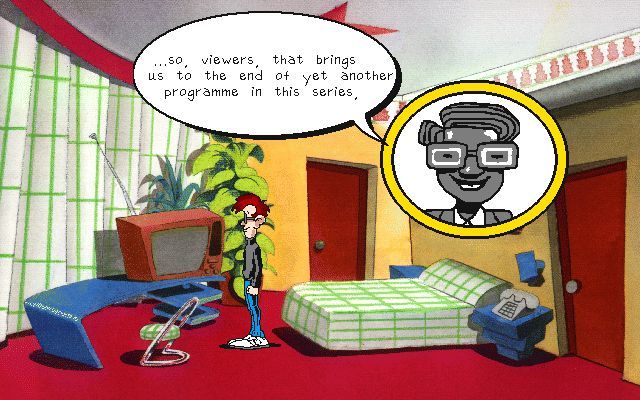 ...so, viewers, that brings
us to the end of yet another
programme in this series,